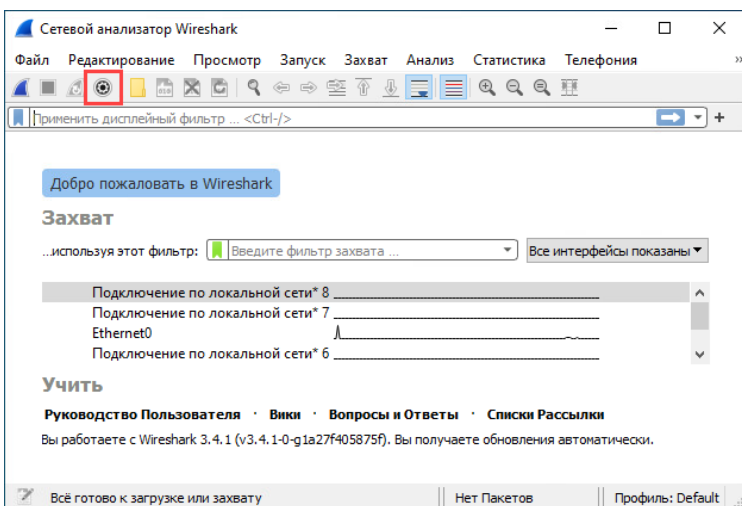 Сетевой анализатор Wireshark
Файл Редактирование Просмотр Запуск Захват Анализ Статистика Телефония »
Применить дисплейный фильтр ... <Ctrl-/>
Добро пожаловать в Wireshark
Захват
...используя этот фильтр: Введите фильтр захвата ... Все интерфейсы показаны
Подключение по локальной сети* 8
Подключение по локальной сети* 7
Ethernet0
Подключение по локальной сети* 6
Учить
Руководство Пользователя · Вики · Вопросы и Ответы · Списки Рассылки
Вы работаете с Wireshark 3.4.1 (v3.4.1-0-g1a27f405875f). Вы получаете обновления автоматически.
Всё готово к загрузке или захвату Нет Пакетов Профиль: Default